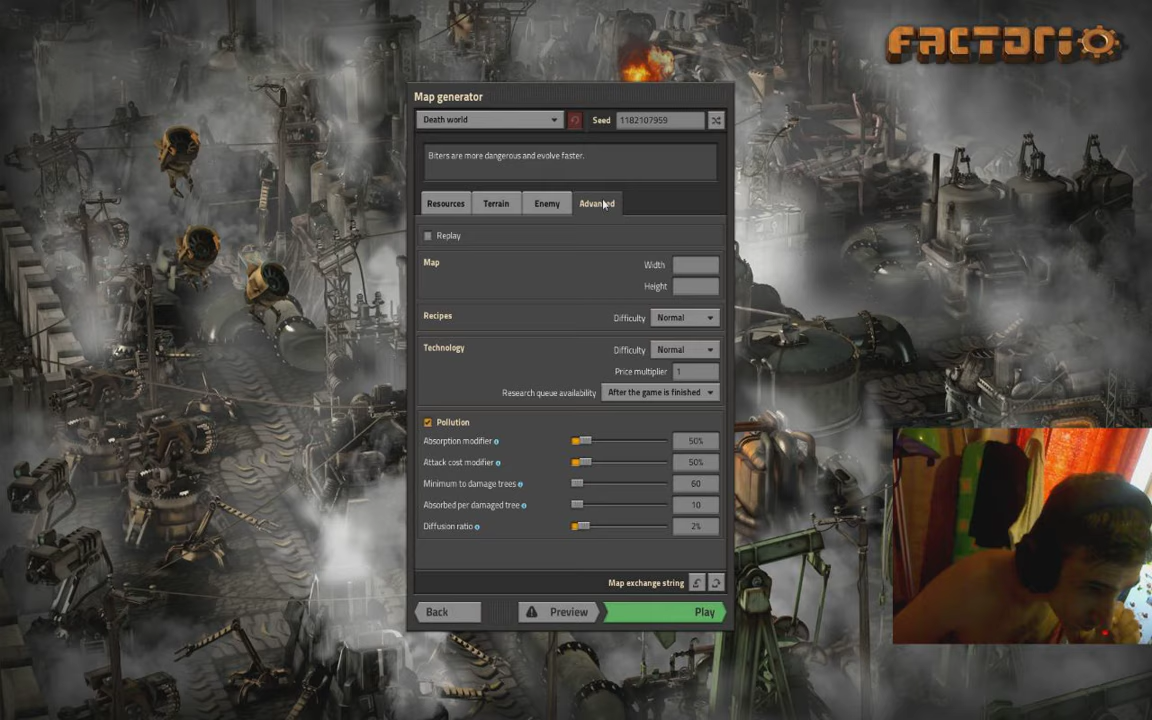 FACTORIO
Map generator
Death world
Seed
1182107959
Biters are more dangerous and evolve faster.
Resources
Terrain
Enemy
Advanced
Replay
Map
Width
Height
Recipes
Difficulty
Normal
Technology
Difficulty
Normal
Price multiplier
1
Research queue availability
After the game is finished
Pollution
Absorption modifier
50%
Attack cost modifier
50%
Minimum to damage trees
60
Absorbed per damaged tree
10
Diffusion ratio
2%
Map exchange string
Back
Preview
Play